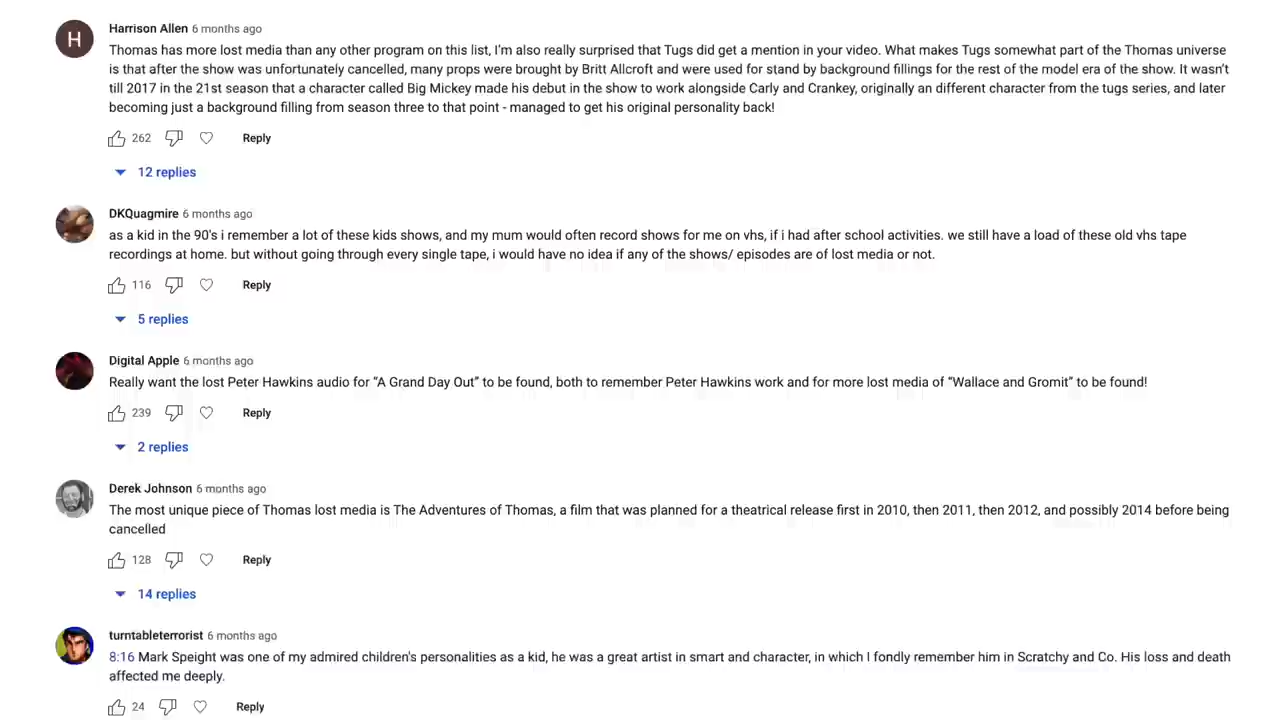 H
Harrison Allen 6 months ago
Thomas has more lost media than any other program on this list, I'm also really surprised that Tugs did get a mention in your video. What makes Tugs somewhat part of the Thomas universe
is that after the show was unfortunately cancelled, many props were brought by Britt Allcroft and were used for stand by background fillings for the rest of the model era of the show. It wasn't
till 2017 in the 21st season that a character called Big Mickey made his debut in the show to work alongside Carly and Crankey, originally an different character from the tugs series, and later
becoming just a background filling from season three to that point - managed to get his original personality back!
262 Reply
12 replies
DKQuagmire 6 months ago
as a kid in the 90's i remember a lot of these kids shows, and my mum would often record shows for me on vhs, if i had after school activities. we still have a load of these old vhs tape
recordings at home. but without going through every single tape, i would have no idea if any of the shows/ episodes are of lost media or not.
116 Reply
5 replies
Digital Apple 6 months ago
Really want the lost Peter Hawkins audio for “A Grand Day Out” to be found, both to remember Peter Hawkins work and for more lost media of “Wallace and Gromit” to be found!
239 Reply
2 replies
Derek Johnson 6 months ago
The most unique piece of Thomas lost media is The Adventures of Thomas, a film that was planned for a theatrical release first in 2010, then 2011, then 2012, and possibly 2014 before being
cancelled
128 Reply
14 replies
turntableterrorist 6 months ago
8:16 Mark Speight was one of my admired children's personalities as a kid, he was a great artist in smart and character, in which I fondly remember him in Scratchy and Co. His loss and death
affected me deeply.
24 Reply